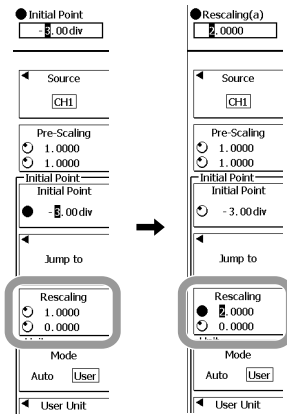 Initial Point
-3.00div
Source
CH1
Pre-Scaling
1.0000
1.0000
Initial Point
Initial Point
-3.00div
Jump to
Rescaling
1.0000
0.0000
Mode
Auto User
User Unit
Rescaling(a)
2.0000
Source
CH1
Pre-Scaling
1.0000
1.0000
Initial Point
Initial Point
-3.00div
Jump to
Rescaling
2.0000
0.0000
Mode
Auto User
User Unit